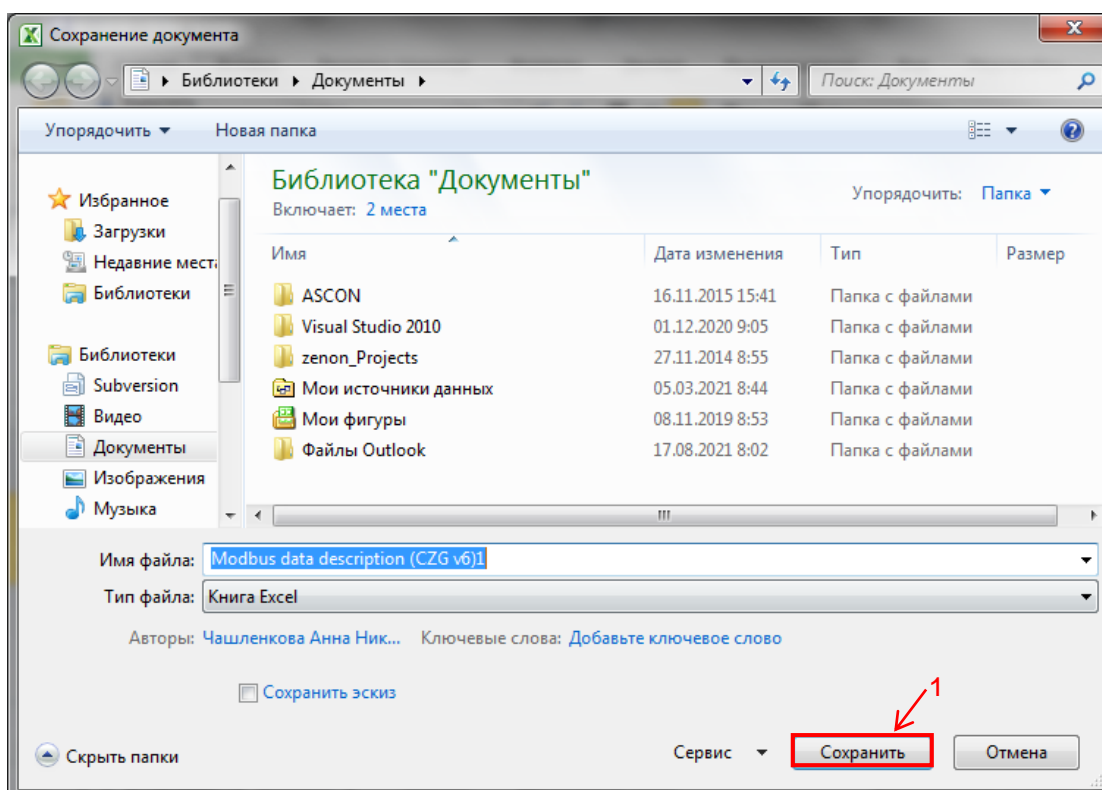 Сохранение документа
Библиотеки Документы
Поиск: Документы
Упорядочить Новая папка
Избранное
Загрузки
Недавние места
Библиотеки
Библиотеки
Subversion
Видео
Документы
Изображения
Музыка
Библиотека "Документы"
Включает: 2 места
Упорядочить: Папка
Имя Дата изменения Тип Размер
ASCON 16.11.2015 15:41 Папка с файлами
Visual Studio 2010 01.12.2020 9:05 Папка с файлами
zenon_Projects 27.11.2014 8:55 Папка с файлами
Мои источники данных 05.03.2021 8:44 Папка с файлами
Мои фигуры 08.11.2019 8:53 Папка с файлами
Файлы Outlook 17.08.2021 8:02 Папка с файлами
Имя файла: Modbus data description (CZG v6)1
Тип файла: Книга Excel
Авторы: Чашленкова Анна Ник... Ключевые слова: Добавьте ключевое слово
Сохранить эскиз
1
Скрыть папки Сервис Сохранить Отмена